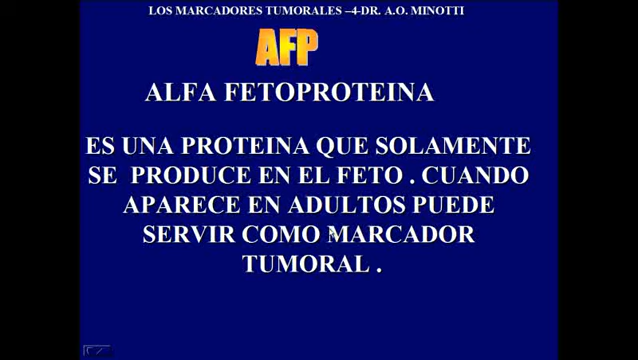 LOS MARCADORES TUMORALES –4-DR. A.O. MINOTTI
AFP
ALFA FETOPROTEINA
ES UNA PROTEINA QUE SOLAMENTE
SE PRODUCE EN EL FETO . CUANDO
APARECE EN ADULTOS PUEDE
SERVIR COMO MARCADOR
TUMORAL .